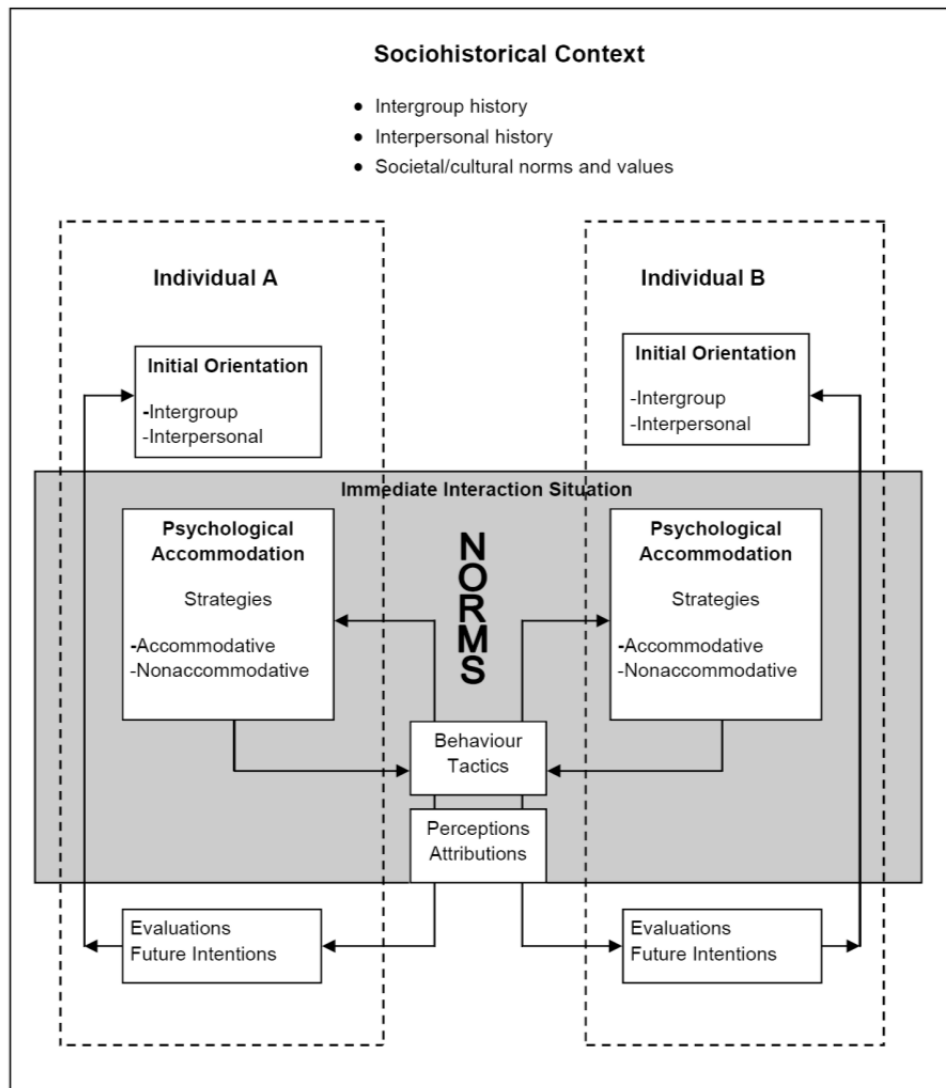 Sociohistorical Context
• Intergroup history
• Interpersonal history
• Societal/cultural norms and values
Individual A
Initial Orientation
-Intergroup
-Interpersonal
Individual B
Initial Orientation
-Intergroup
-Interpersonal
Immediate Interaction Situation
Psychological
Accommodation
Strategies
-Accommodative
-Nonaccommodative
NORMS
Psychological
Accommodation
Strategies
-Accommodative
-Nonaccommodative
Behaviour
Tactics
Perceptions
Attributions
Evaluations
Future Intentions
Evaluations
Future Intentions